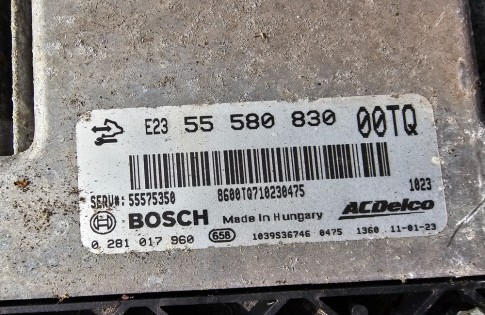 E23 55 580 830 00TQ
SERV#: 55575350 8600TQ710230475 1023
BOSCH Made in Hungary ACDelco
0 281 017 960 658 1039S36746 0475 1360 11-01-23